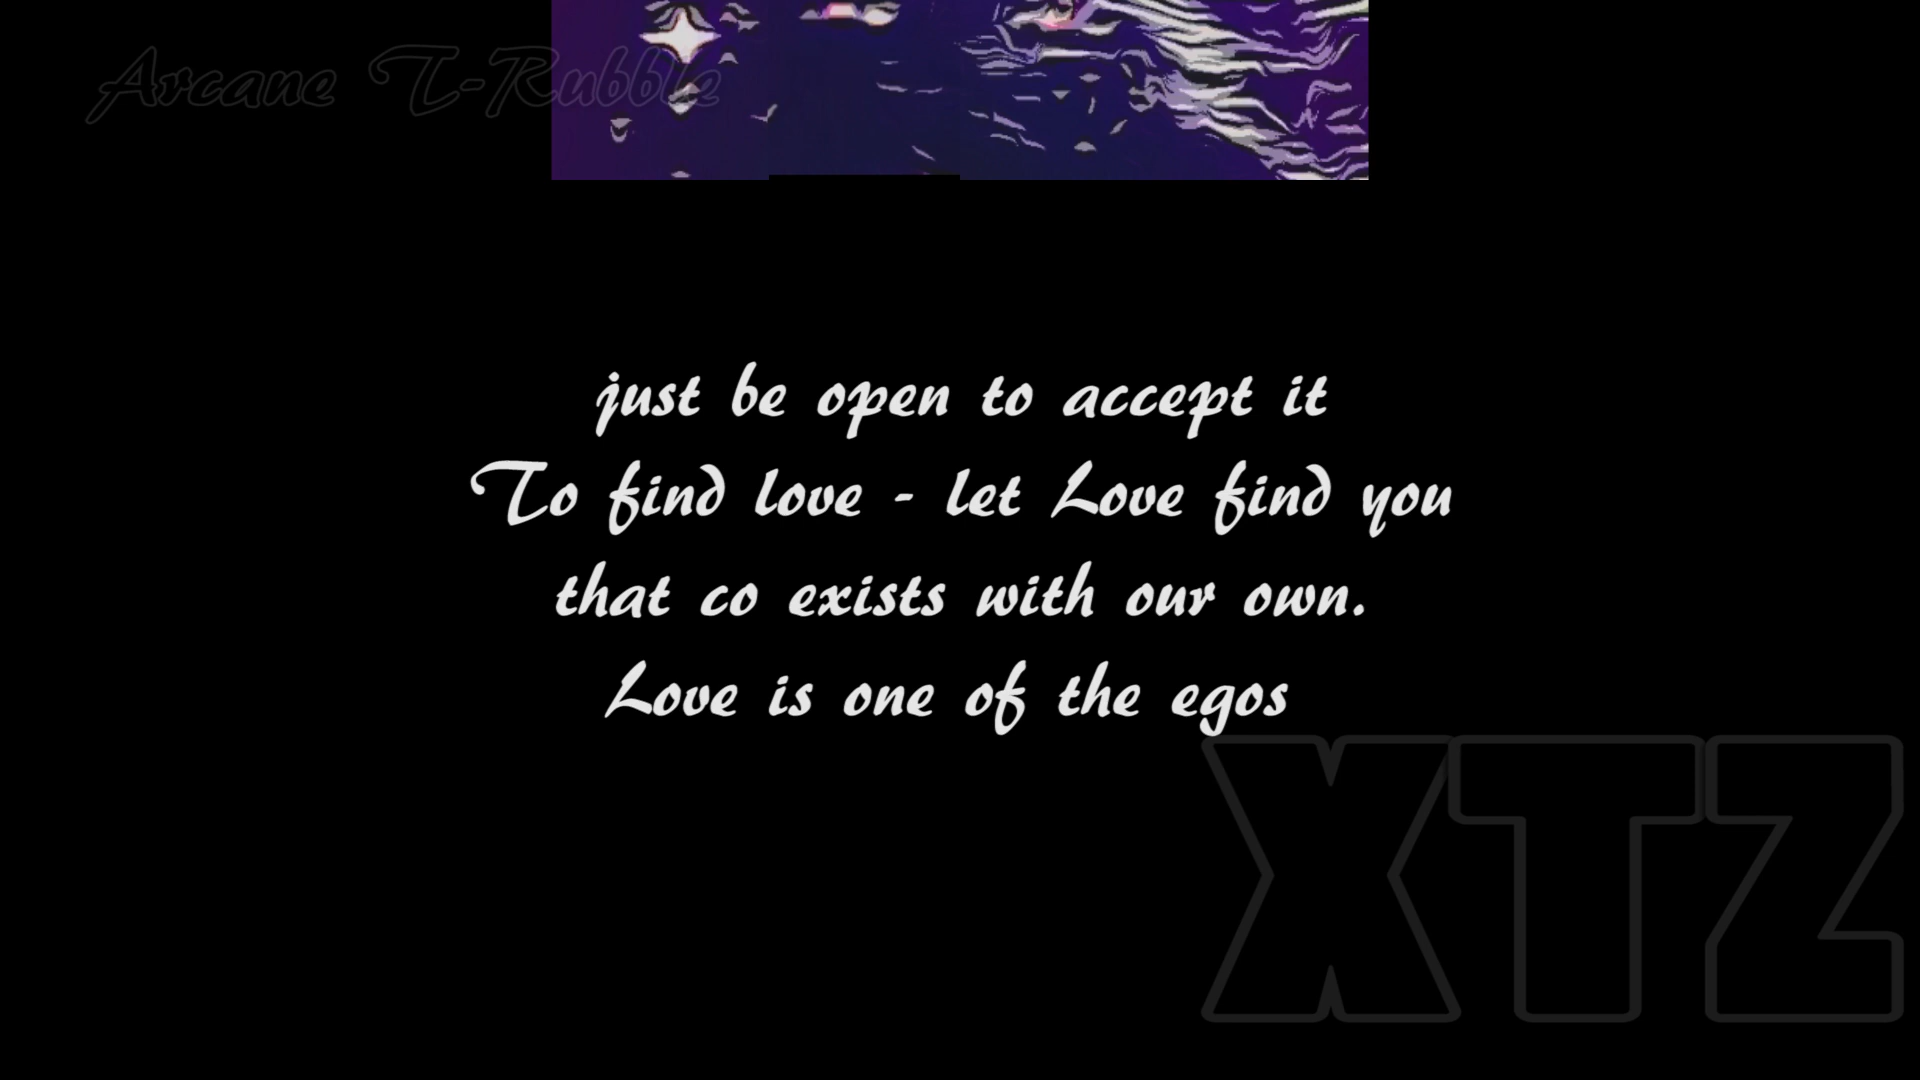 Arcane T-Rubble
just be open to accept it
To find love - let Love find you
that co exists with our own.
Love is one of the egos
XTZ